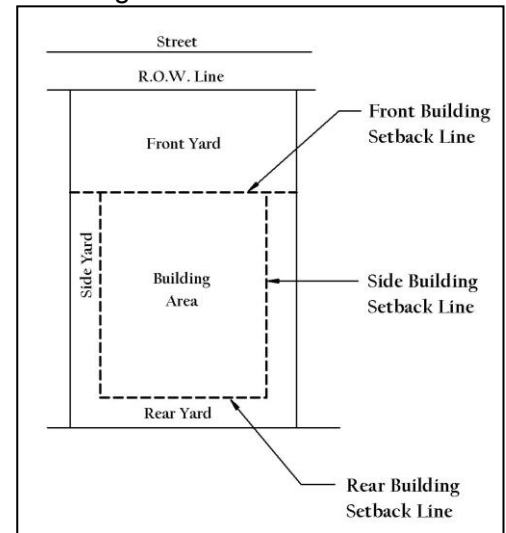 Street
R.O.W. Line
Front Building
Setback Line
Front Yard
Side Yard
Building
Area
Side Building
Setback Line
Rear Yard
Rear Building
Setback Line